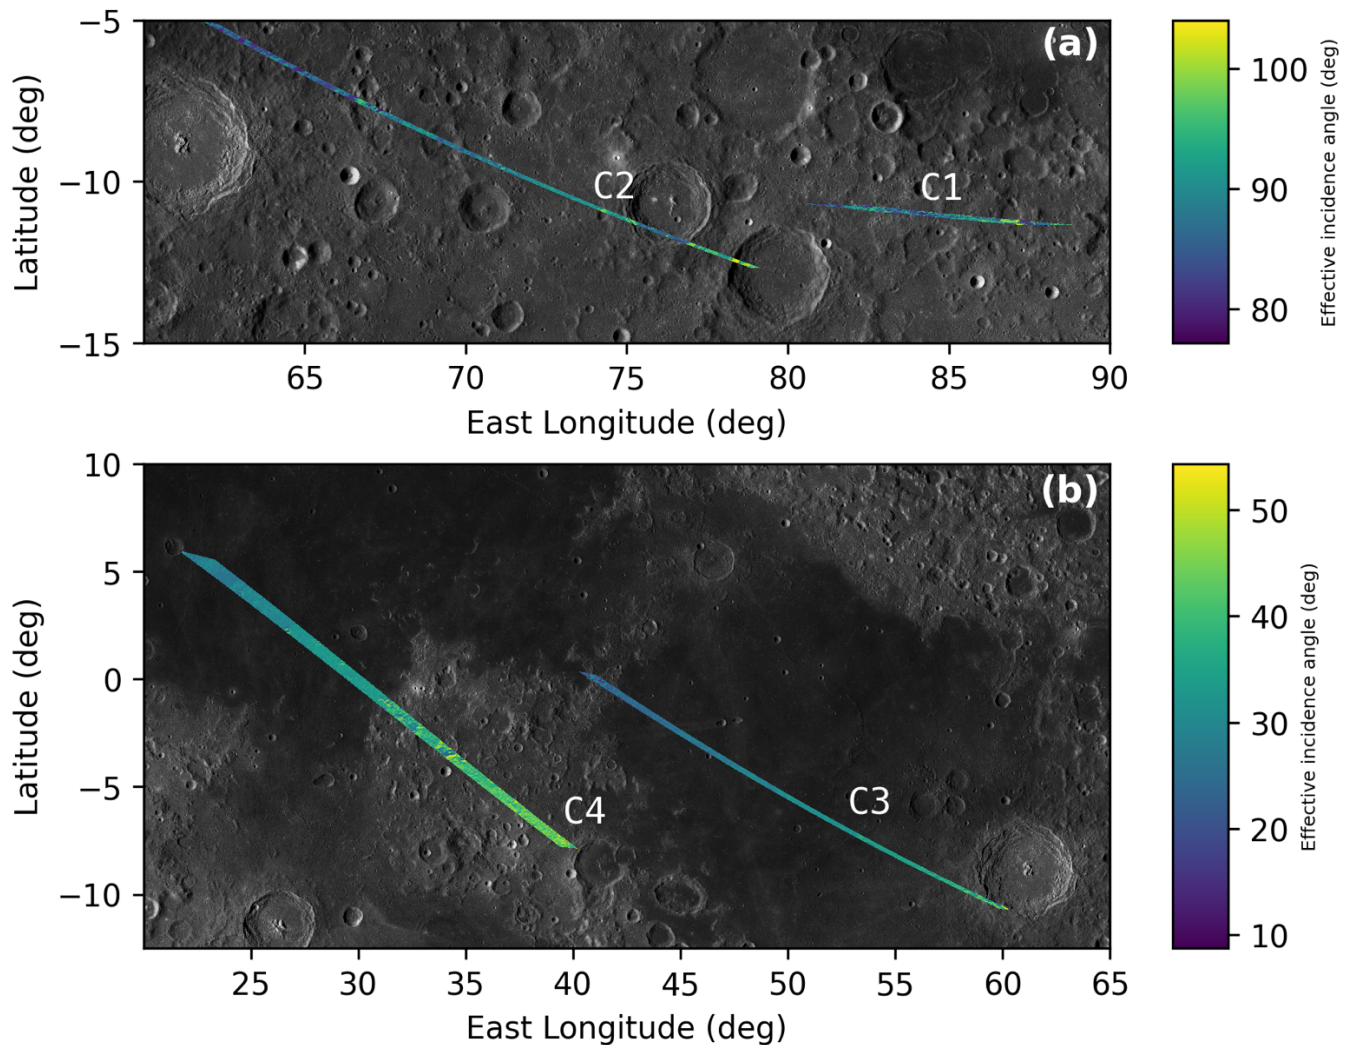 (a)
C2
C1
−5
−10
−15
Latitude (deg)
65 70 75 80 85 90
East Longitude (deg)
100
90
80
Effective incidence angle (deg)
(b)
C4
C3
10
5
0
−5
−10
Latitude (deg)
25 30 35 40 45 50 55 60 65
East Longitude (deg)
50
40
30
20
10
Effective incidence angle (deg)